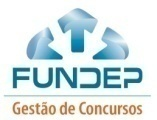 FUNDEP
Gestão de Concursos